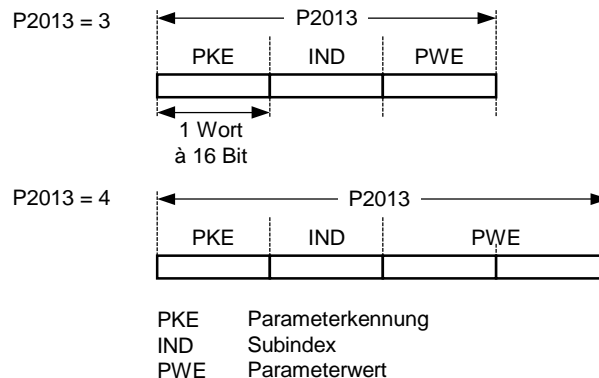 P2013 = 3
P2013
PKE IND PWE
1 Wort
à 16 Bit
P2013 = 4
P2013
PKE IND PWE
PKE Parameterkennung
IND Subindex
PWE Parameterwert